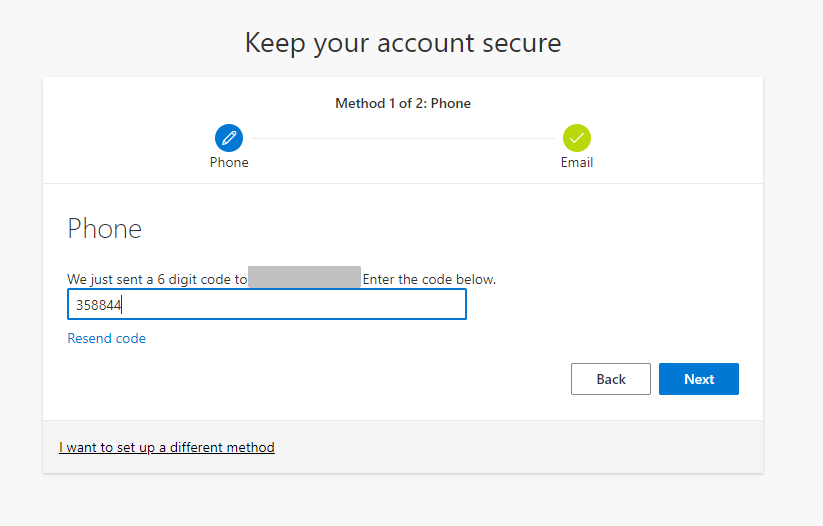 Keep your account secure
Method 1 of 2: Phone
Phone
Email
Phone
We just sent a 6 digit code to Enter the code below.
358844
Resend code
Back
Next
I want to set up a different method